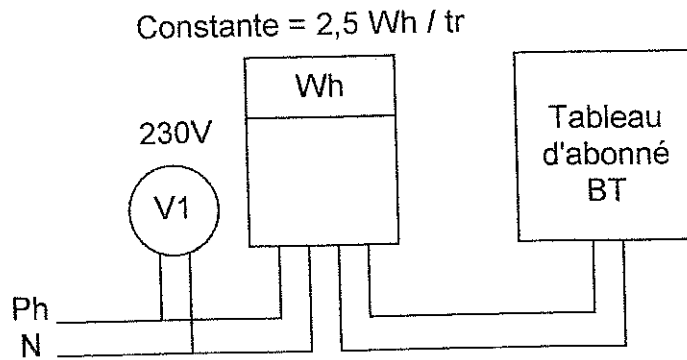 Constante = 2,5 Wh / tr
Wh
230V
V1
Tableau
d'abonné
BT
Ph
N